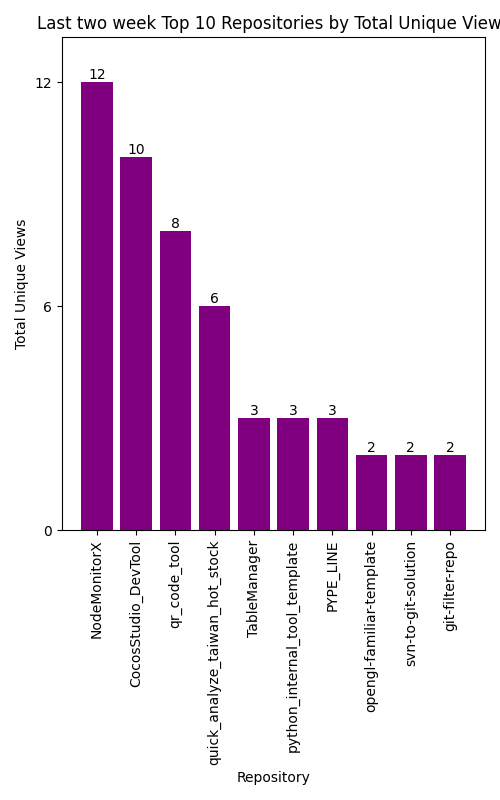 Last two week Top 10 Repositories by Total Unique View
12
10
8
6
3
3
3
2
2
2
12
6
0
Total Unique Views
NodeMonitorX
CocosStudio_DevTool
qr_code_tool
quick_analyze_taiwan_hot_stock
TableManager
python_internal_tool_template
PYPE_LINE
opengl-familiar-template
svn-to-git-solution
git-filter-repo
Repository